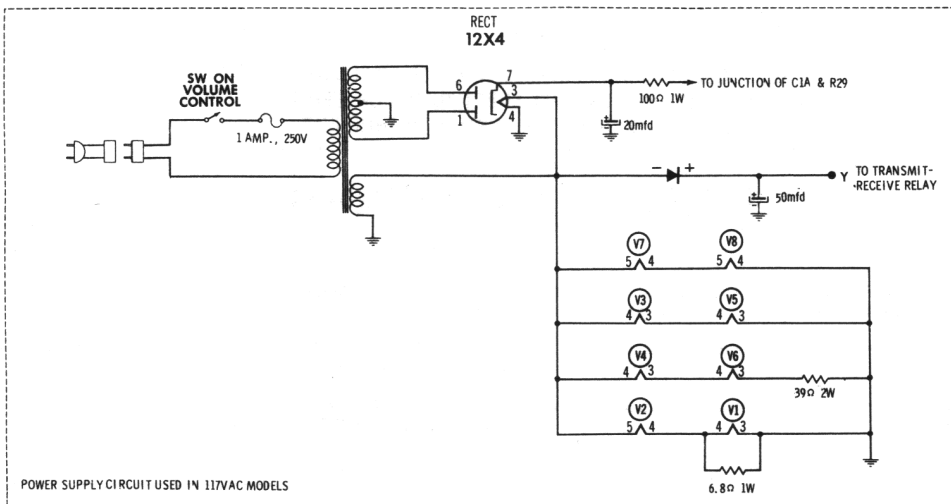 RECT
12X4
SW ON
VOLUME
CONTROL
1 AMP., 250V
6
1
7
3
4
100Ω 1W
TO JUNCTION OF C1A & R29
+
20mfd
-
+
+
-
50mfd
Y
TO TRANSMIT-
-RECEIVE RELAY
V7
V8
5
4
5
4
V3
V5
4
3
4
3
V4
V6
4
3
4
3
39Ω 2W
V2
V1
5
4
4
3
6.8Ω 1W
POWER SUPPLY CIRCUIT USED IN 117VAC MODELS